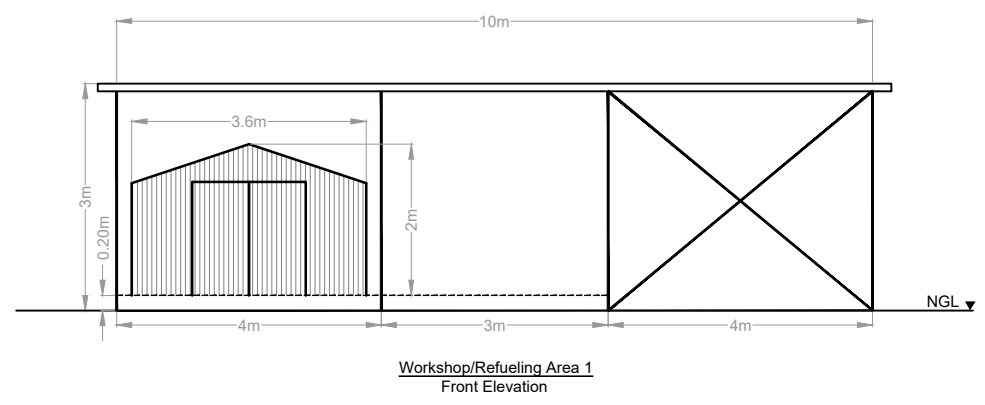 10m
3.6m
3m
2m
0.20m
NGL
4m
3m
4m
Workshop/Refueling Area 1
Front Elevation